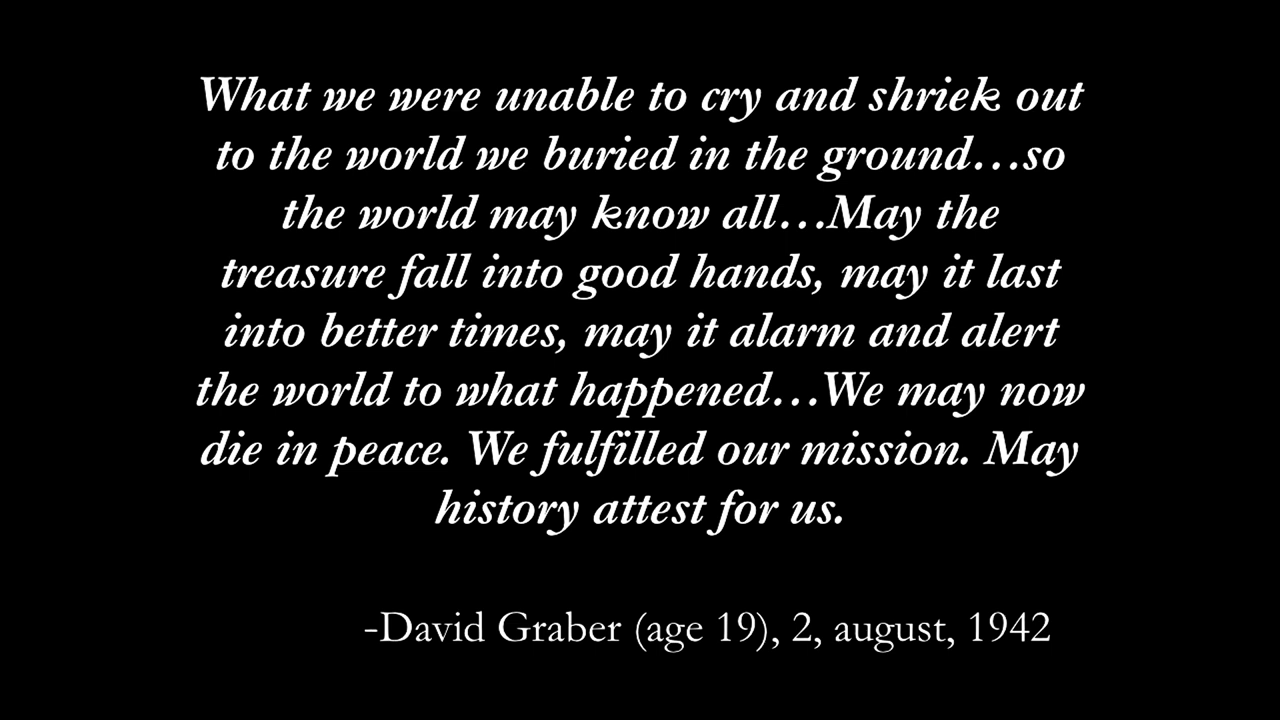 What we were unable to cry and shriek out
to the world we buried in the ground…so
the world may know all…May the
treasure fall into good hands, may it last
into better times, may it alarm and alert
the world to what happened…We may now
die in peace. We fulfilled our mission. May
history attest for us.
-David Graber (age 19), 2, august, 1942